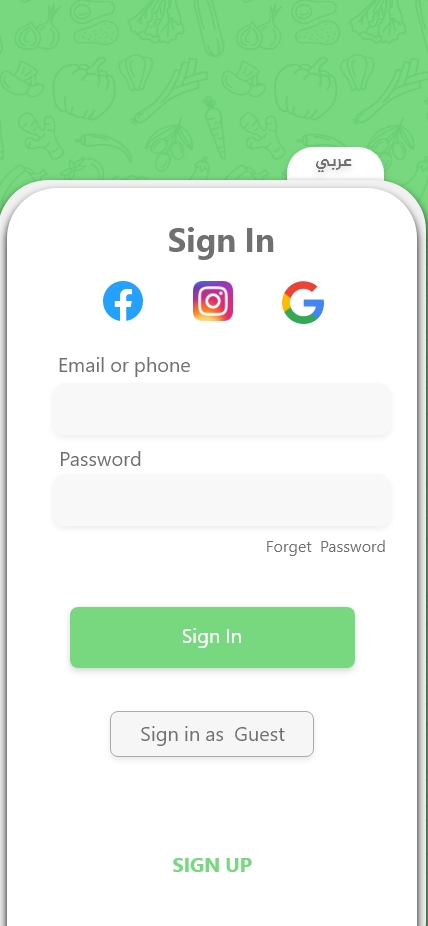 عربي
Sign In
Email or phone
Password
Forget Password
Sign In
Sign in as Guest
SIGN UP